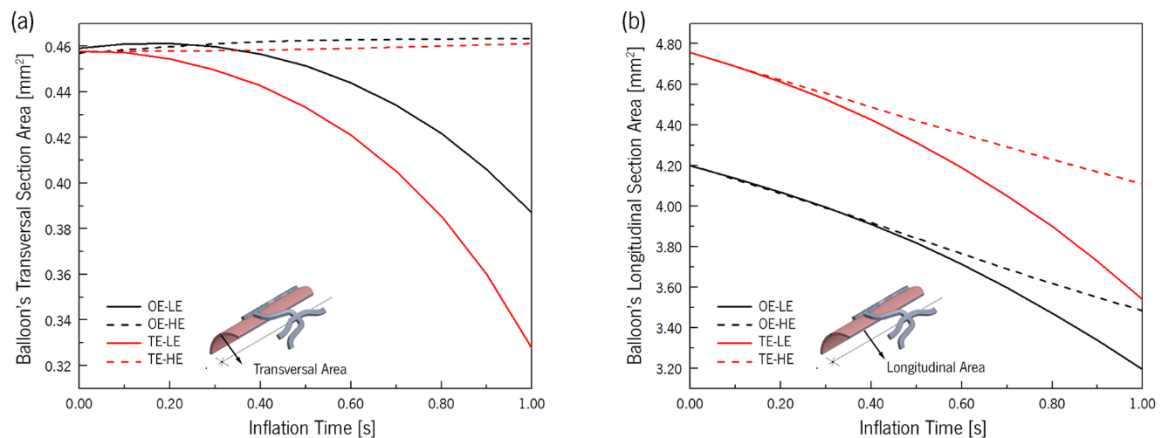 (a)
Balloon's Transversal Section Area [mm²]
0.46
0.44
0.42
0.40
0.38
0.36
0.34
0.32
OE-LE
OE-HE
TE-LE
TE-HE
Transversal Area
0.00
0.20
0.40
0.60
0.80
1.00
Inflation Time [s]
(b)
Balloon's Longitudinal Section Area [mm²]
4.80
4.60
4.20
4.00
3.80
3.60
3.40
3.20
OE-LE
OE-HE
TE-LE
TE-HE
Longitudinal Area
0.00
0.20
0.40
0.60
0.80
1.00
Inflation Time [s]